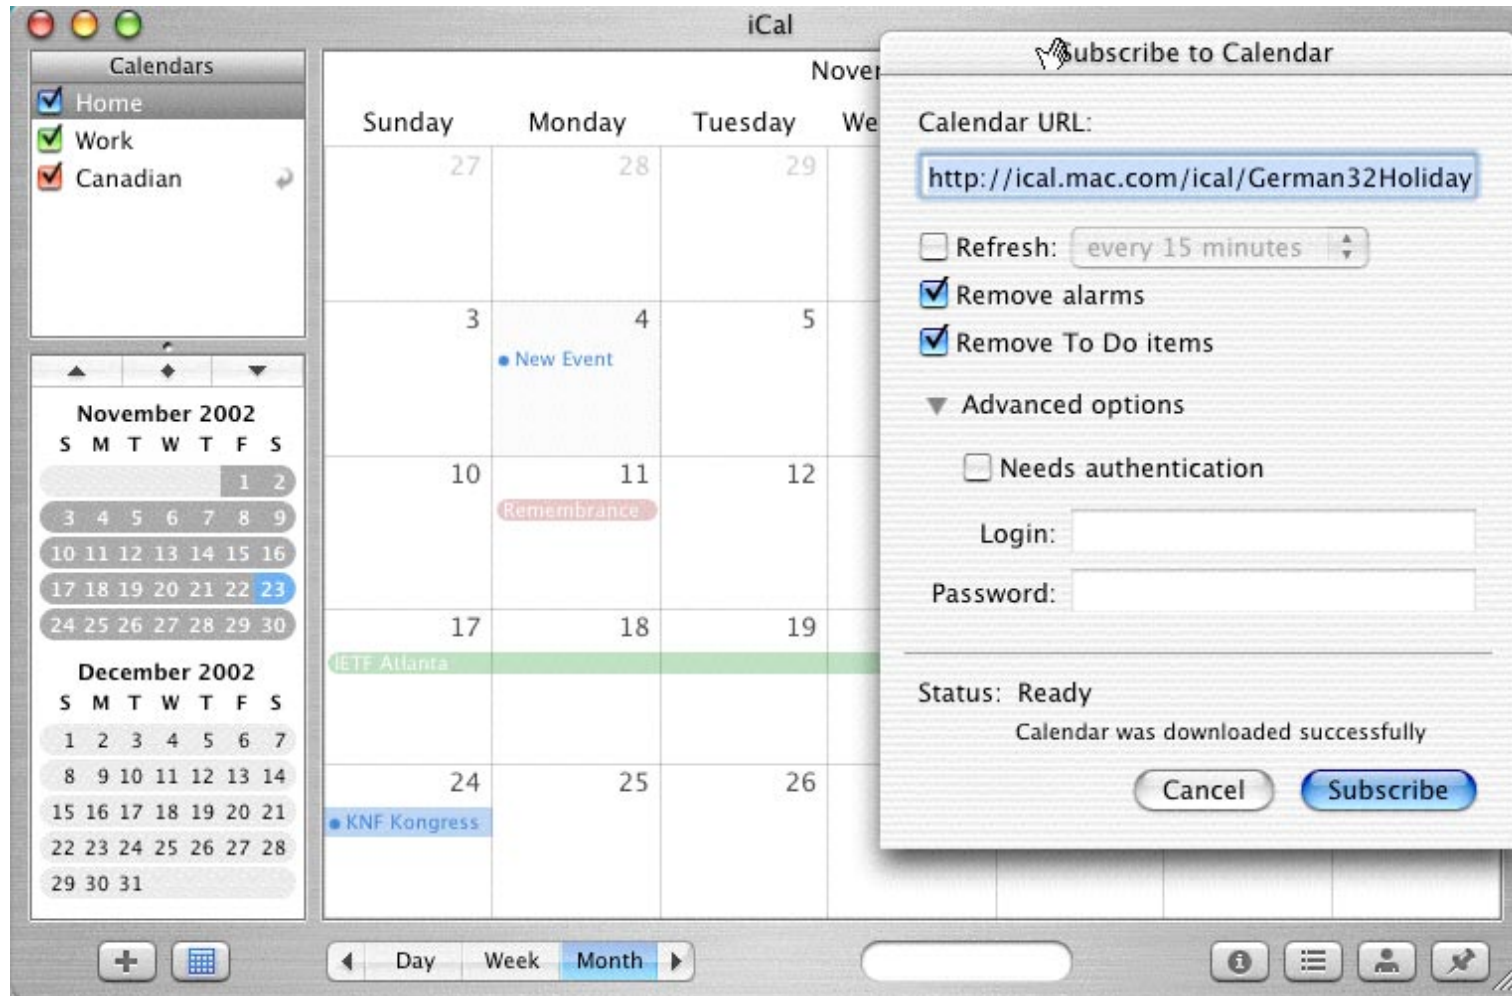 iCal
Calendars
Home
Work
Canadian
November 2002
S M T W T F S
1 2
3 4 5 6 7 8 9
10 11 12 13 14 15 16
17 18 19 20 21 22 23
24 25 26 27 28 29 30
December 2002
S M T W T F S
1 2 3 4 5 6 7
8 9 10 11 12 13 14
15 16 17 18 19 20 21
22 23 24 25 26 27 28
29 30 31
Sunday Monday Tuesday
27 28 29
3 4 5
New Event
10 11 12
Remembrance
17 18 19
IETF Atlanta
24 25 26
KNF Kongress
Day Week Month
Subscribe to Calendar
Calendar URL:
http://ical.mac.com/ical/German32Holiday
Refresh: every 15 minutes
Remove alarms
Remove To Do items
Advanced options
Needs authentication
Login:
Password:
Status: Ready
Calendar was downloaded successfully
Cancel Subscribe